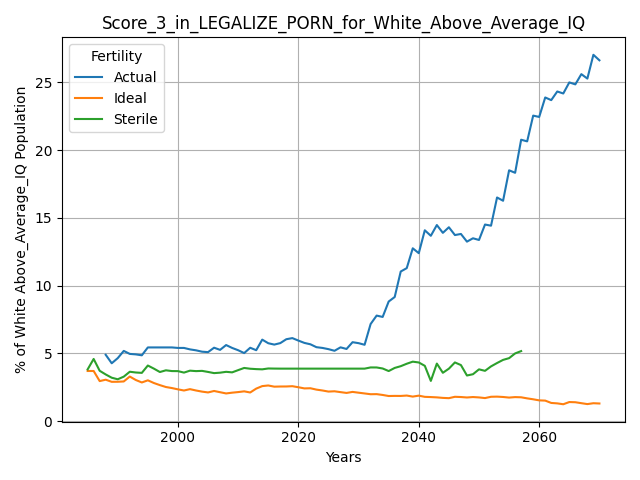 Score_3_in_LEGALIZE_PORN_for_White_Above_Average_IQ
% of White Above_Average_IQ Population
Fertility
Actual
Ideal
Sterile
25
20
15
10
5
0
2000
2020
2040
2060
Years